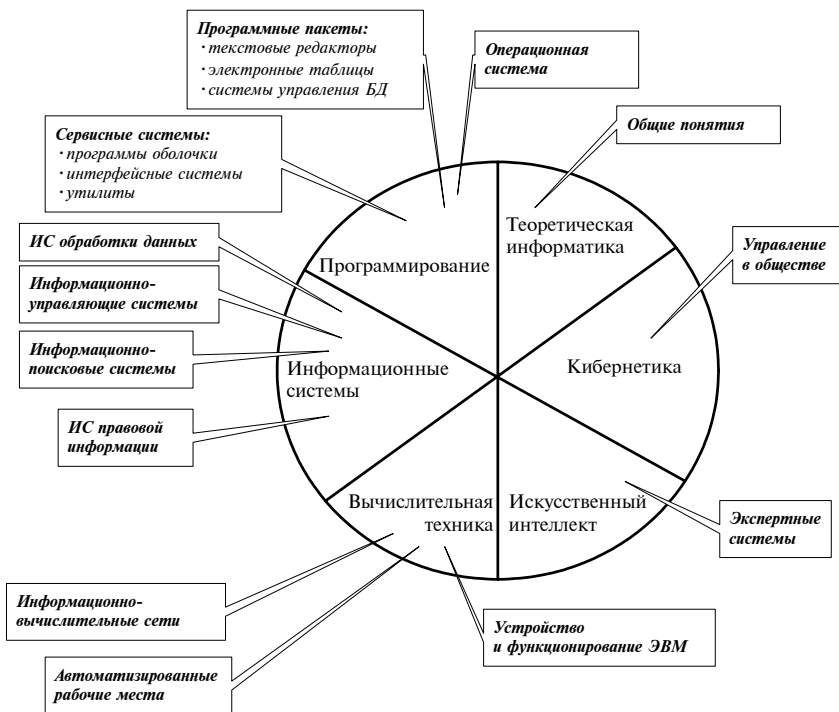 Программные пакеты:
· текстовые редакторы
· электронные таблицы
· системы управления БД
Операционная
система
Общие понятия
Сервисные системы:
· программы оболочки
· интерфейсные системы
· утилиты
Теоретическая
информатика
ИС обработки данных
Программирование
Управление
в обществе
Информационно-
управляющие системы
Информационно-
поисковые системы
Информационные
системы
Кибернетика
ИС правовой
информации
Вычислительная
техника
Искусственный
интеллект
Экспертные
системы
Информационно-
вычислительные сети
Устройство
и функционирование ЭВМ
Автоматизированные
рабочие места